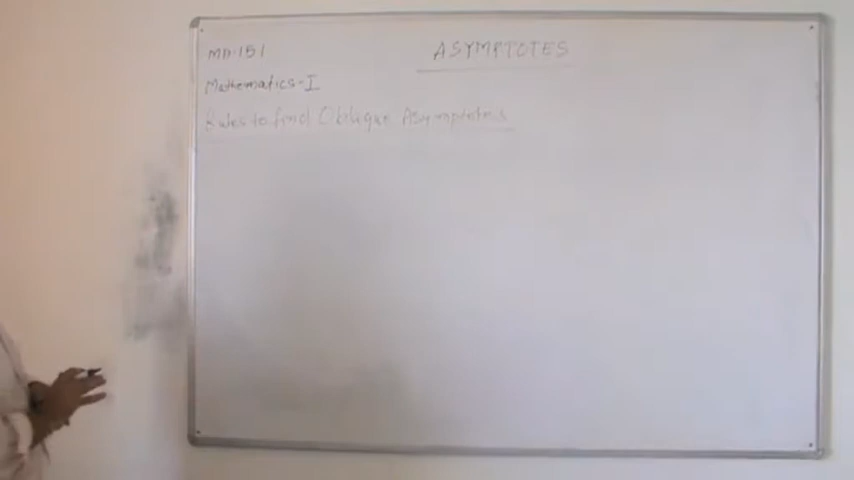 MA-151
ASYMPTOTES
Mathematics-I
Rules to find Oblique Asymptotes